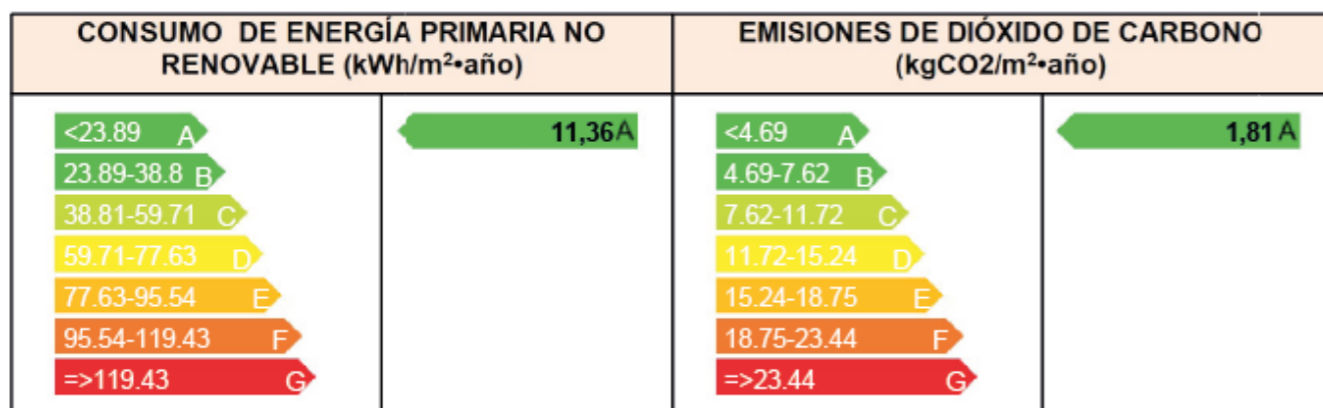 CONSUMO DE ENERGÍA PRIMARIA NO
RENOVABLE (kWh/m²•año)
EMISIONES DE DIÓXIDO DE CARBONO
(kgCO2/m²•año)
<23.89 A
23.89-38.8 B
38.81-59.71 C
59.71-77.63 D
77.63-95.54 E
95.54-119.43 F
=>119.43 G
11,36 A
<4.69 A
4.69-7.62 B
7.62-11.72 C
11.72-15.24 D
15.24-18.75 E
18.75-23.44 F
=>23.44 G
1,81 A